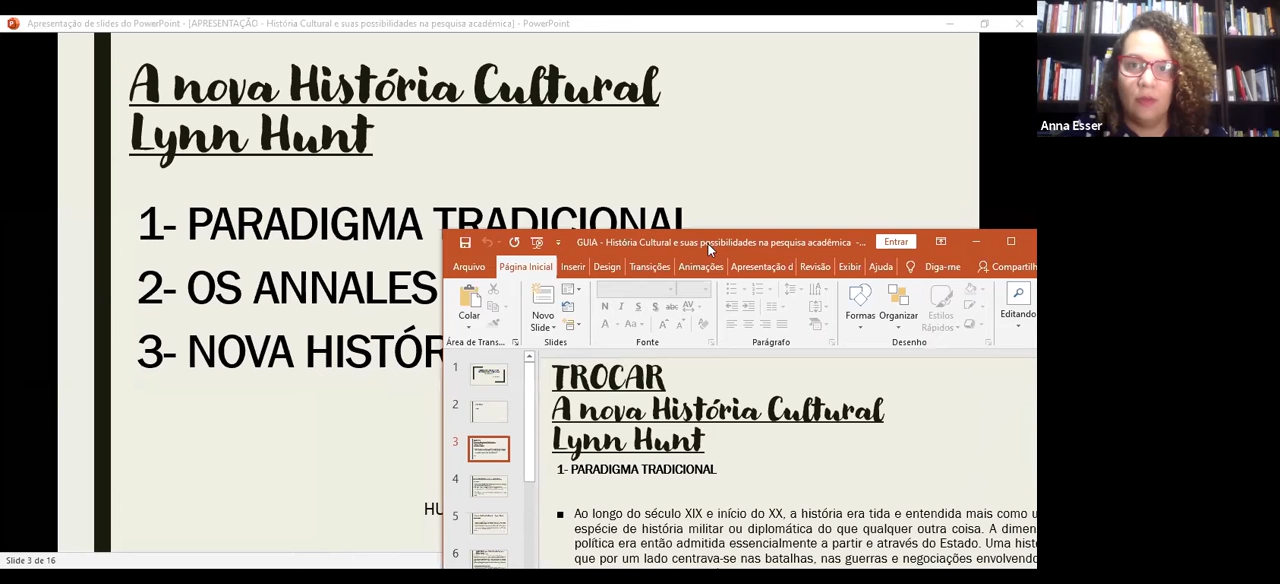 Apresentação de slides do PowerPoint - [APRESENTAÇÃO - História Cultural e suas possibilidades na pesquisa acadêmica] - PowerPoint
A nova História Cultural
Lynn Hunt
1- PARADIGMA TRADICIONAL
2- OS ANNALES
3- NOVA HISTÓR
HU
Slide 3 de 16
Anna Esser
GUIA - História Cultural e suas possibilidades na pesquisa acadêmica -...
Entrar
Arquivo Página Inicial Inserir Design Transições Animações Apresentação d Revisão Exibir Ajuda Diga-me Compartilh
Colar
Novo
Slide
N I S S abc AV
A Aa A A
Formas Organizar Estilos
Rápidos
Editando
Área de Trans... Slides Fonte Parágrafo Desenho
1
2
3
4
5
6
TROCAR
A nova História Cultural
Lynn Hunt
1- PARADIGMA TRADICIONAL
Ao longo do século XIX e início do XX, a história era tida e entendida mais como u
espécie de história militar ou diplomática do que qualquer outra coisa. A dimen
política era então admitida essencialmente a partir e através do Estado. Uma hist
que por um lado centrava-se nas batalhas, nas guerras e negociações envolvendo